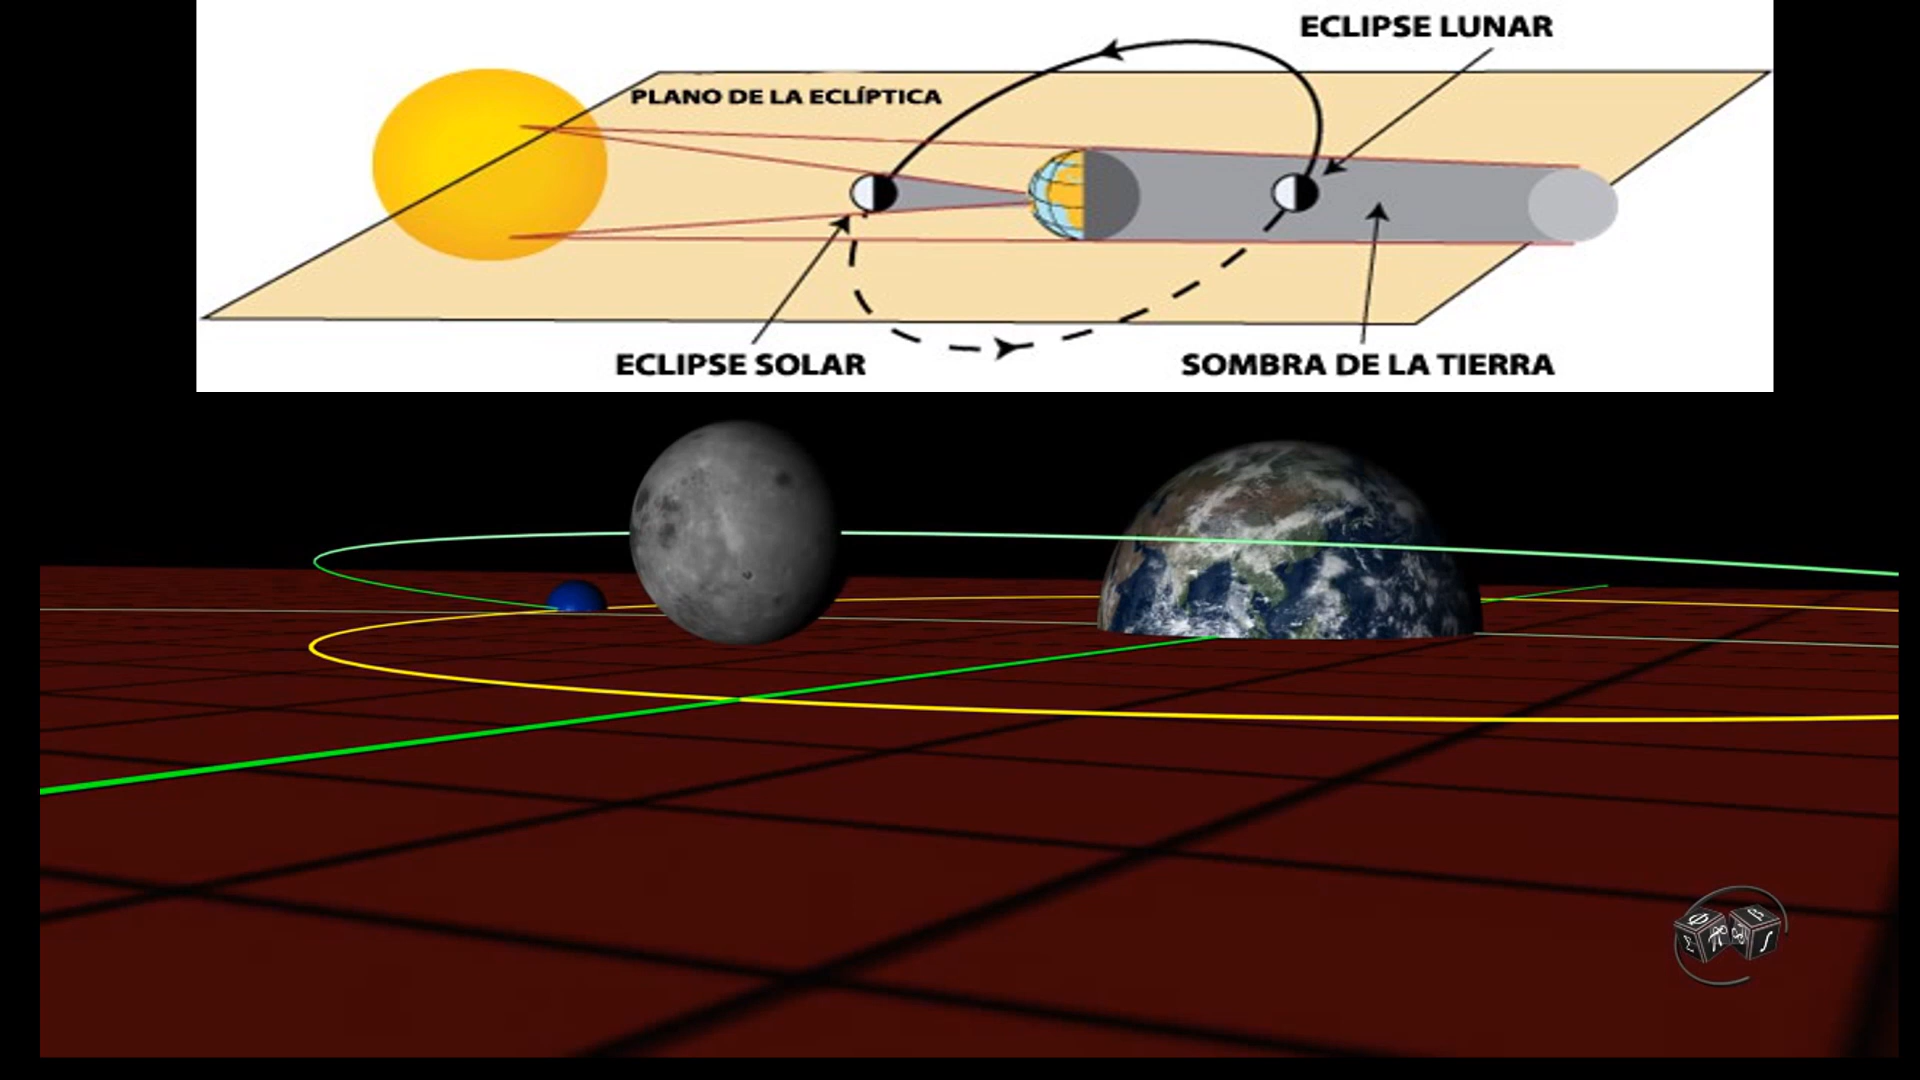 ECLIPSE LUNAR
PLANO DE LA ECLÍPTICA
ECLIPSE SOLAR
SOMBRA DE LA TIERRA